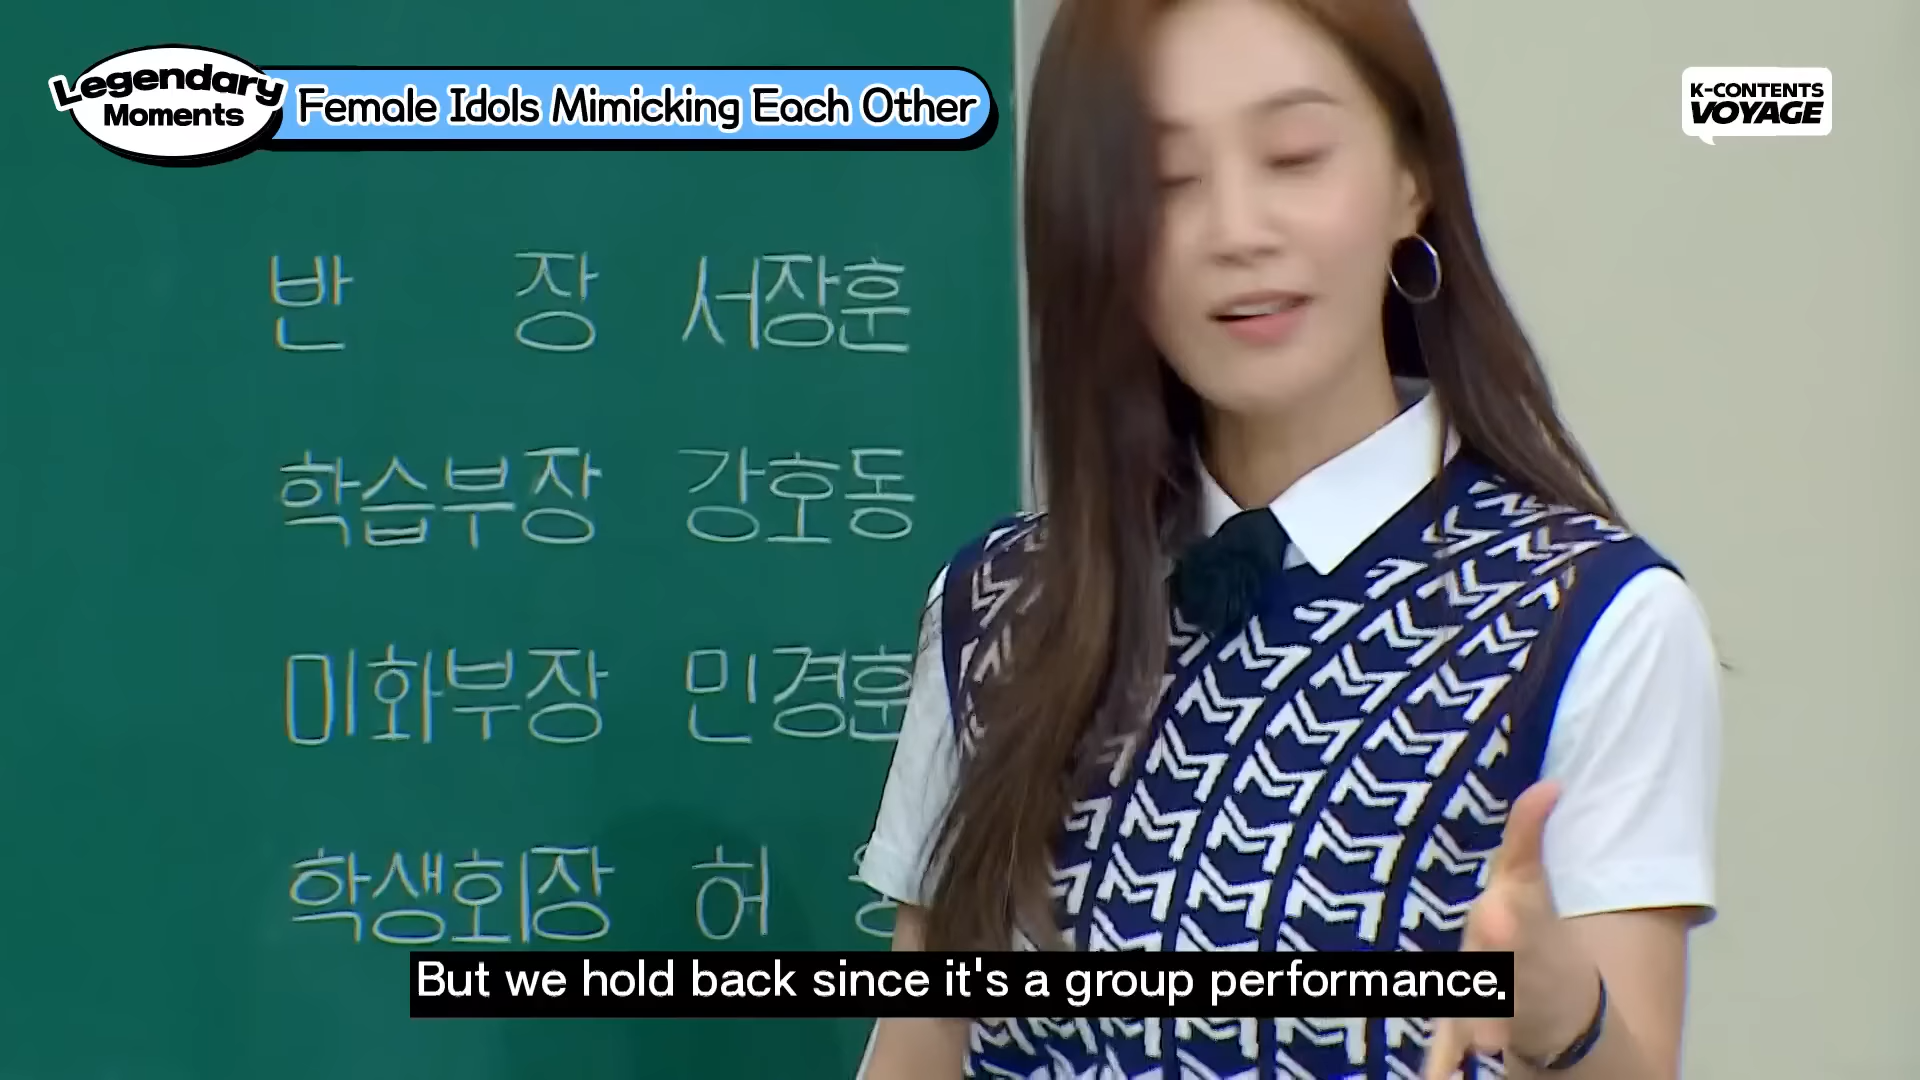 Legendary
Moments
Female Idols Mimicking Each Other
K-CONTENTS
VOYAGE
반 장 서장훈
학습부장 강호동
미화부장 민경훈
학생회장 허
But we hold back since it's a group performance.